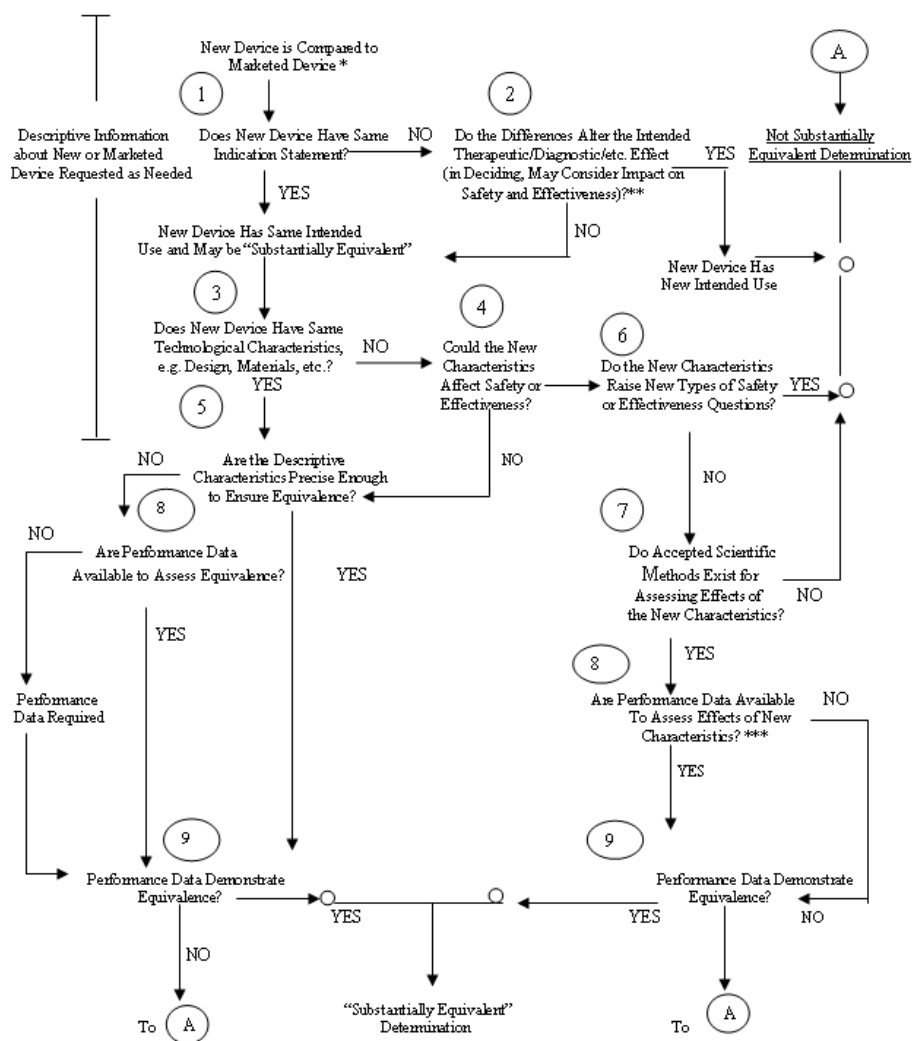 New Device is Compared to
Marketed Device *
A
1
2
Descriptive Information
about New or Marketed
Device Requested as Needed
Does New Device Have Same
Indication Statement?
NO
Do the Differences Alter the Intended
Therapeutic/Diagnostic/etc. Effect
(in Deciding, May Consider Impact on
Safety and Effectiveness)?**
YES
Not Substantially
Equivalent Determination
YES
NO
New Device Has Same Intended
Use and May be “Substantially Equivalent”
New Device Has
New Intended Use
3
4
6
Does New Device Have Same
Technological Characteristics,
e.g. Design, Materials, etc.?
NO
Could the New
Characteristics
Affect Safety or
Effectiveness?
Do the New Characteristics
Raise New Types of Safety
or Effectiveness Questions?
YES
YES
5
NO
NO
Are the Descriptive
Characteristics Precise Enough
to Ensure Equivalence?
NO
8
7
NO
Are Performance Data
Available to Assess Equivalence?
YES
Do Accepted Scientific
Methods Exist for
Assessing Effects of
the New Characteristics?
NO
YES
YES
8
Performance
Data Required
Are Performance Data Available
To Assess Effects of New
Characteristics? ***
NO
YES
9
9
Performance Data Demonstrate
Equivalence?
YES
YES
Performance Data Demonstrate
Equivalence?
NO
NO
To A
“Substantially Equivalent”
Determination
To A